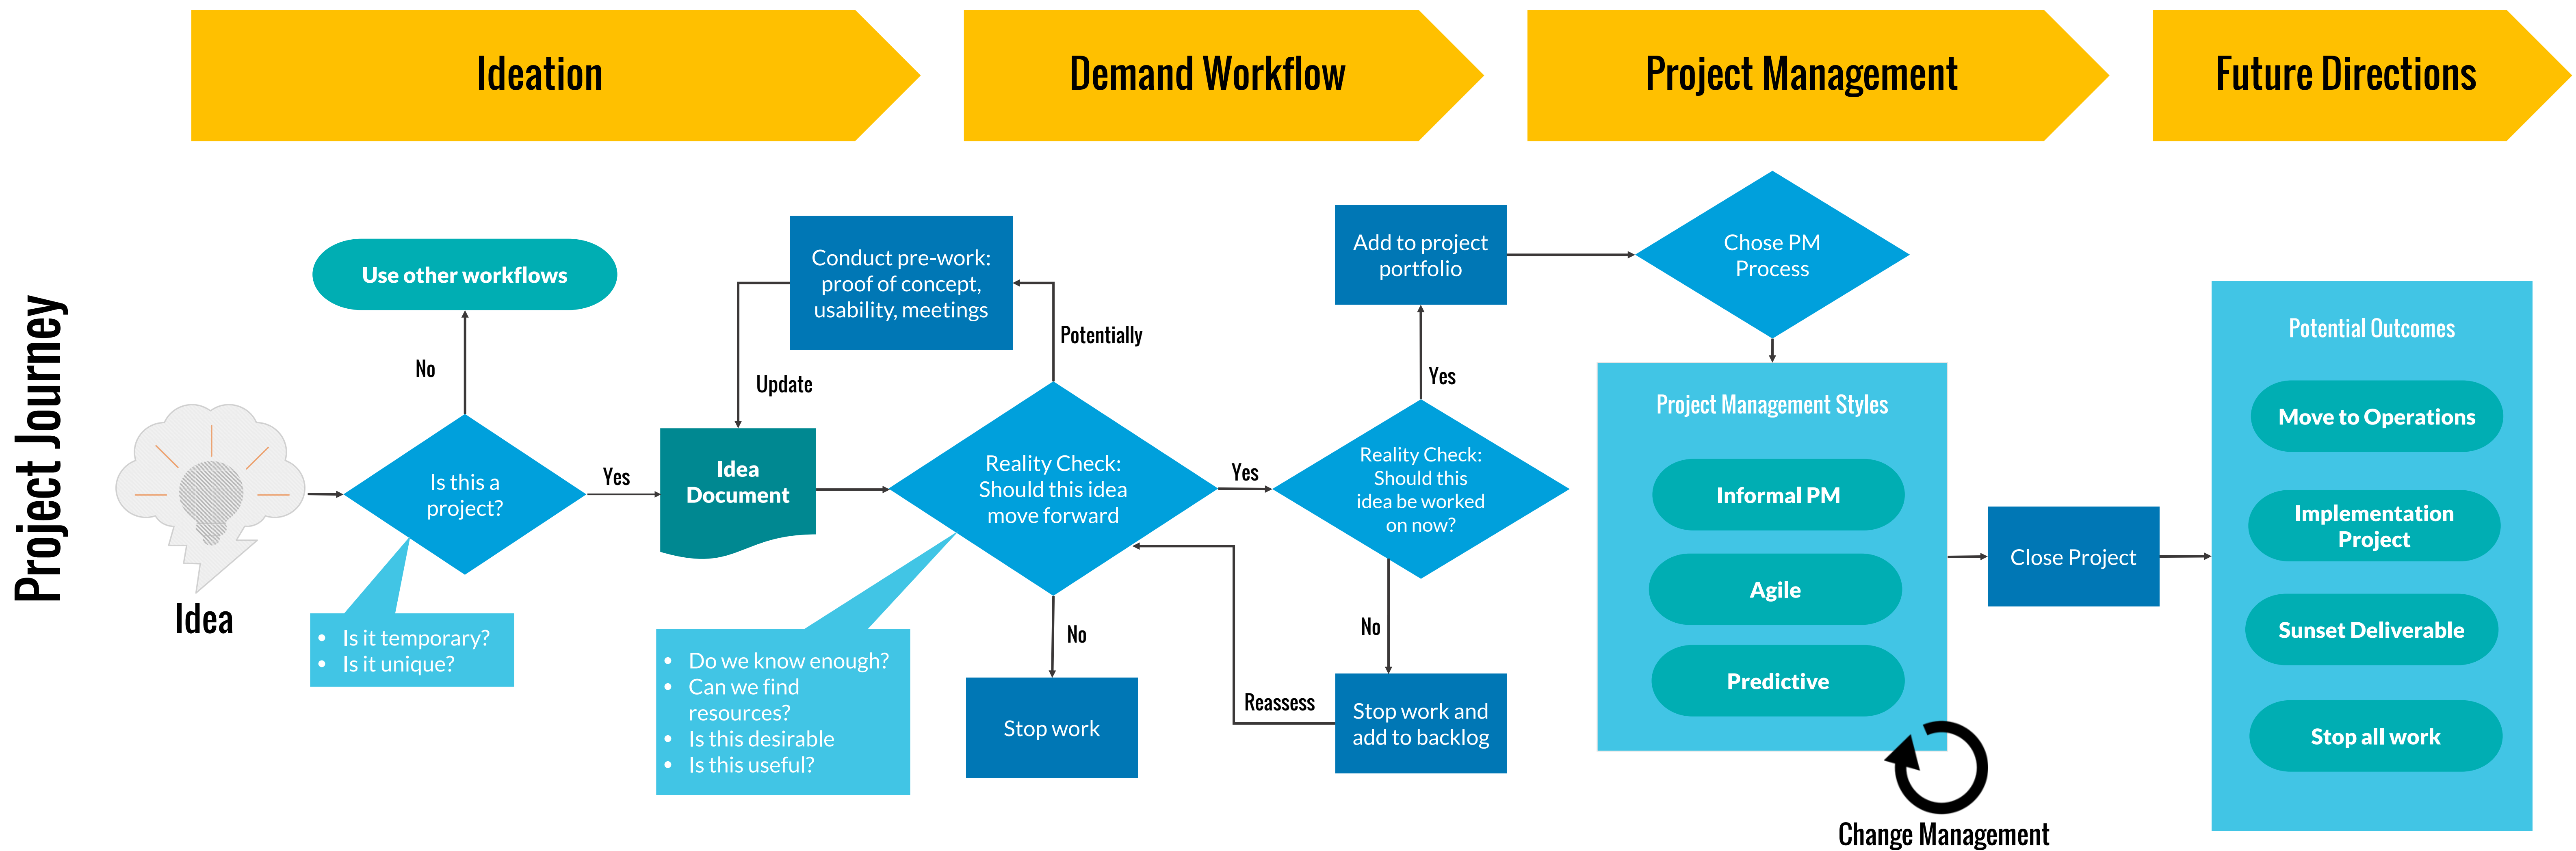 Ideation
Demand Workflow
Project Management
Future Directions
Project Journey
Idea
Is this a
project?
No
Use other workflows
Yes
• Is it temporary?
• Is it unique?
Idea
Document
Update
Conduct pre-work:
proof of concept,
usability, meetings
Potentially
Reality Check:
Should this idea
move forward
• Do we know enough?
• Can we find
resources?
• Is this desirable
• Is this useful?
No
Stop work
Yes
Reality Check:
Should this
idea be worked
on now?
No
Stop work and
add to backlog
Reassess
Yes
Add to project
portfolio
Chose PM
Process
Project Management Styles
Informal PM
Agile
Predictive
Change Management
Close Project
Potential Outcomes
Move to Operations
Implementation
Project
Sunset Deliverable
Stop all work